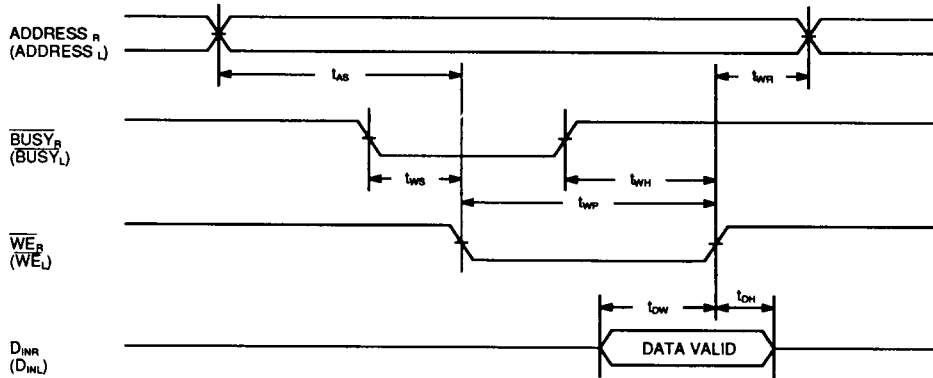 ADDRESS R
(ADDRESS L)
tAS
tWR
BUSYR
(BUSYL)
tWS
tWH
tWP
WER
(WEL)
tDW
tDH
DINR
(DINL)
DATA VALID